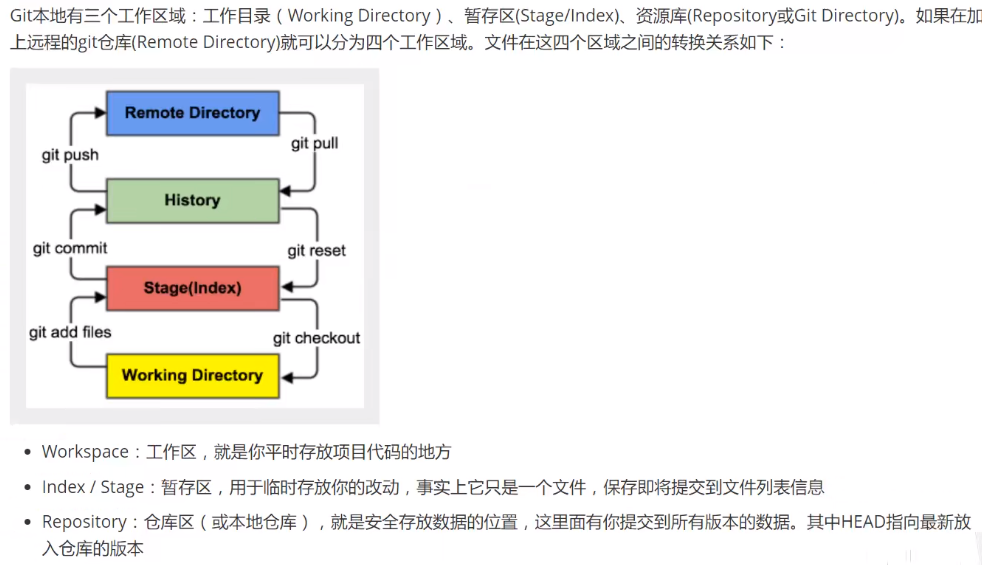 Git本地有三个工作区域：工作目录（Working Directory）、暂存区(Stage/Index)、资源库(Repository或Git Directory)。如果在加
上远程的git仓库(Remote Directory)就可以分为四个工作区域。文件在这四个区域之间的转换关系如下：
Remote Directory
git push
git pull
History
git commit
git reset
Stage(Index)
git add files
git checkout
Working Directory
Workspace：工作区，就是你平时存放项目代码的地方
Index / Stage：暂存区，用于临时存放你的改动，事实上它只是一个文件，保存即将提交到文件列表信息
Repository：仓库区（或本地仓库），就是安全存放数据的位置，这里面有你提交到所有版本的数据。其中HEAD指向最新放
入仓库的版本